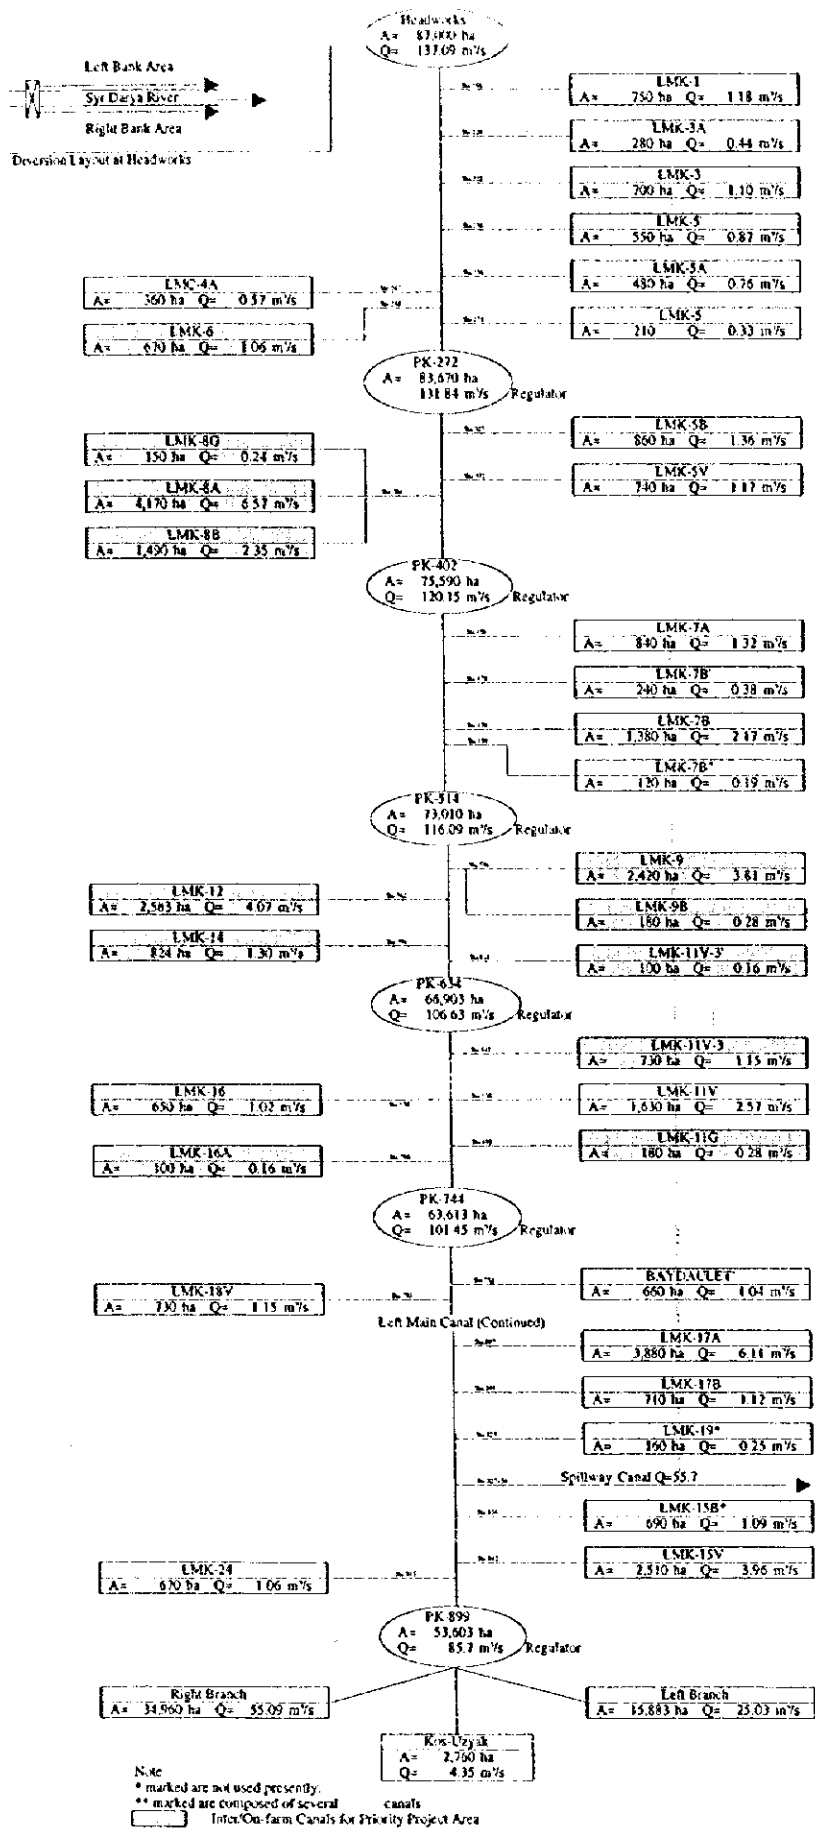 Headworks
A= 87,000 ha
Q= 137.09 m³/s
Left Bank Area
Syr Darya River
Right Bank Area
Diversion Layout at Headworks
LMK-1
A= 750 ha Q= 1.18 m³/s
LMK-3A
A= 280 ha Q= 0.44 m³/s
LMK-3
A= 700 ha Q= 1.10 m³/s
LMK-5
A= 550 ha Q= 0.87 m³/s
LMC-4A
A= 360 ha Q= 0.57 m³/s
LMK-5A
A= 480 ha Q= 0.76 m³/s
LMK-6
A= 670 ha Q= 1.06 m³/s
LMK-5
A= 210 Q= 0.33 m³/s
PK-272
A= 83,670 ha
131.84 m³/s Regulator
LMK-5B
A= 860 ha Q= 1.36 m³/s
LMK-8G
A= 150 ha Q= 0.24 m³/s
LMK-5V
A= 740 ha Q= 1.17 m³/s
LMK-8A
A= 4,170 ha Q= 6.57 m³/s
LMK-8B
A= 1,490 ha Q= 2.35 m³/s
PK-402
A= 75,590 ha
Q= 120.15 m³/s Regulator
LMK-7A
A= 840 ha Q= 1.32 m³/s
LMK-7B'
A= 240 ha Q= 0.38 m³/s
LMK-7B
A= 1,380 ha Q= 2.17 m³/s
LMK-7B*
A= 120 ha Q= 0.19 m³/s
PK-514
A= 73,010 ha
Q= 116.09 m³/s Regulator
LMK-9
A= 2,420 ha Q= 3.81 m³/s
LMK-12
A= 2,563 ha Q= 4.07 m³/s
LMK-9B
A= 180 ha Q= 0.28 m³/s
LMK-14
A= 824 ha Q= 1.30 m³/s
LMK-11V-3'
A= 100 ha Q= 0.16 m³/s
PK-634
A= 66,903 ha
Q= 106.63 m³/s Regulator
LMK-11V-3
A= 730 ha Q= 1.15 m³/s
LMK-16
A= 650 ha Q= 1.02 m³/s
LMK-11V
A= 1,630 ha Q= 2.57 m³/s
LMK-16A
A= 100 ha Q= 0.16 m³/s
LMK-11G
A= 180 ha Q= 0.28 m³/s
PK-744
A= 63,613 ha
Q= 101.45 m³/s Regulator
BAYDAULET
A= 660 ha Q= 1.04 m³/s
LMK-18V
A= 730 ha Q= 1.15 m³/s
Left Main Canal (Continued)
LMK-17A
A= 3,880 ha Q= 6.11 m³/s
LMK-17B
A= 710 ha Q= 1.12 m³/s
LMK-19*
A= 160 ha Q= 0.25 m³/s
Spillway Canal Q=55.7
LMK-15B*
A= 690 ha Q= 1.09 m³/s
LMK-24
A= 670 ha Q= 1.06 m³/s
LMK-15V
A= 2,510 ha Q= 3.96 m³/s
PK-899
A= 53,603 ha
Q= 85.7 m³/s Regulator
Right Branch
A= 34,960 ha Q= 55.09 m³/s
Left Branch
A= 15,883 ha Q= 25.03 m³/s
Kos-Uzyak
A= 2,760 ha
Q= 4.35 m³/s
Note
* marked are not used presently.
** marked are composed of several canals
Inter/On-farm Canals for Priority Project Area